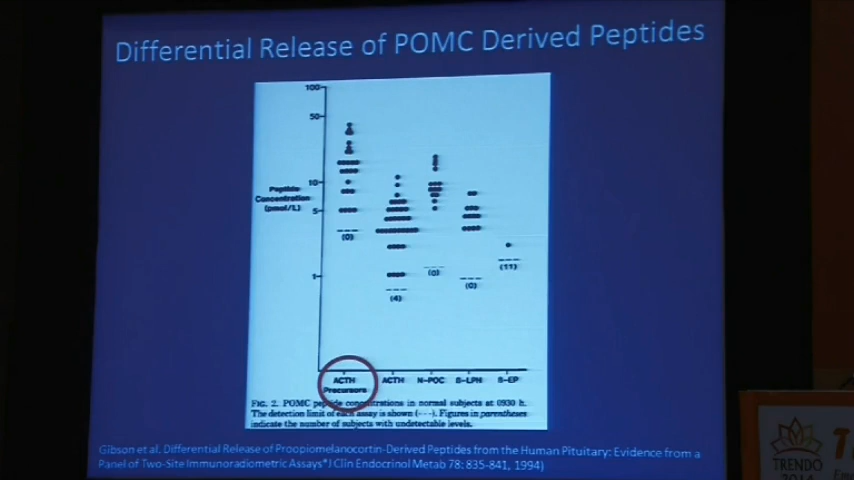 Differential Release of POMC Derived Peptides
100
50
10
5
1
Peptide
Concentration
(pmol/L)
(0)
(4)
(0)
(0)
(11)
ACTH
Precursors
ACTH
N-POC
B-LPH
B-EP
FIG. 2. POMC peptide concentrations in normal subjects at 0930 h.
The detection limit of each assay is shown (---). Figures in parentheses
indicate the number of subjects with undetectable levels.
Gibson et al. Differential Release of Proopiomelanocortin-Derived Peptides from the Human Pituitary: Evidence from a
Panel of Two-Site Immunoradiometric Assays*J Clin Endocrinol Metab 78: 835-841, 1994)
TRENDO